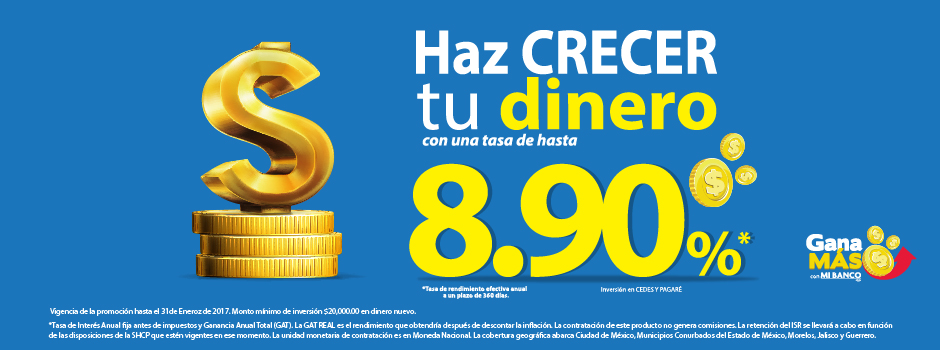 Haz CRECER
tu dinero
con una tasa de hasta
8.90%*
*Tasa de rendimiento efectiva anual
a un plazo de 360 días.
Inversión en CEDES Y PAGARÉ
Gana
MÁS
con MI BANCO
Vigencia de la promoción hasta el 31de Eneroz de 2017. Monto mínimo de inversión $20,000.00 en dinero nuevo.
*Tasa de Interés Anual fija antes de impuestos y Ganancia Anual Total (GAT). La GAT REAL es el rendimiento que obtendría después de descontar la inflación. La contratación de este producto no genera comisiones. La retención del ISR se llevará a cabo en función
de las disposiciones de la SHCP que estén vigentes en ese momento. La unidad monetaria de contratación es en Moneda Nacional. La cobertura geográfica abarca Ciudad de México, Municipios Conurbados del Estado de México, Morelos, Jalisco y Guerrero.